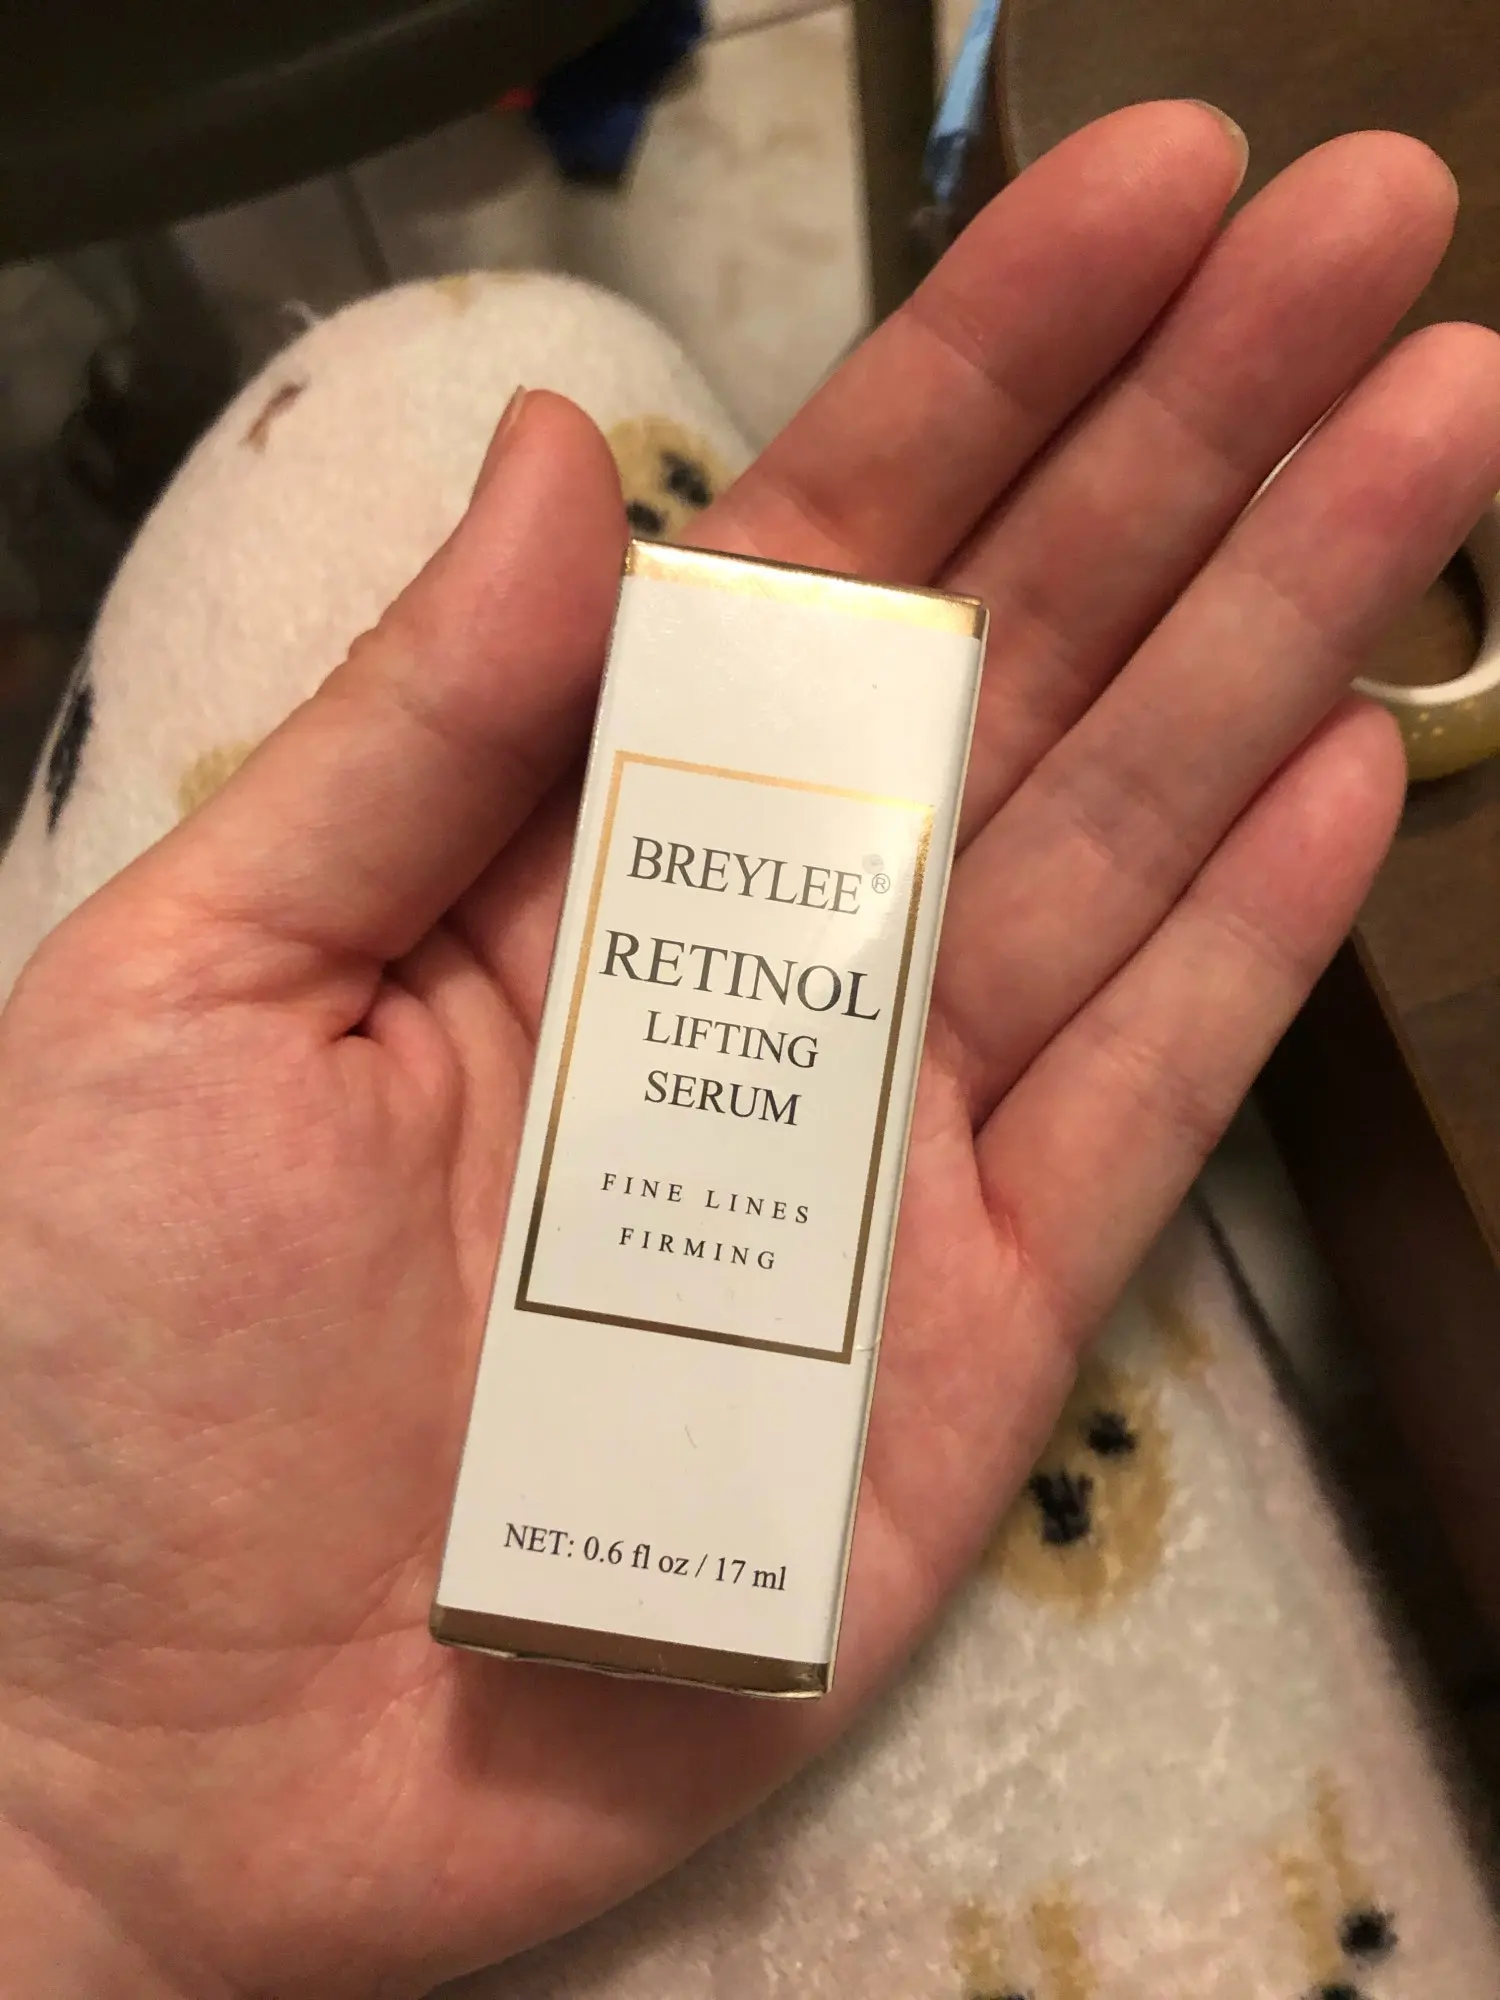 BREYLEE®
RETINOL
LIFTING
SERUM
FINE LINES
FIRMING
NET: 0.6 fl oz / 17 ml